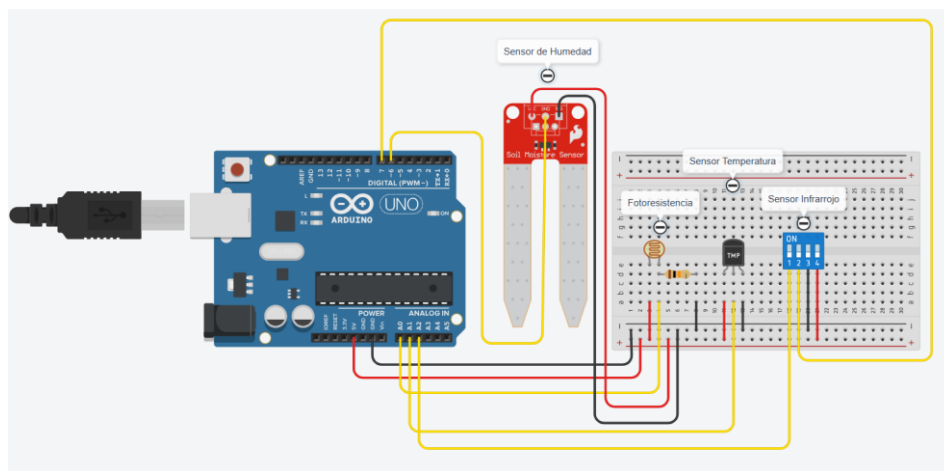 Sensor de Humedad
GND
Soil Moisture Sensor
Sensor Temperatura
Fotoresistencia
Sensor Infrarrojo
AREF
GND
13
12
~11
~10
~9
8
7
~6
~5
4
~3
2
TX→1
RX←0
DIGITAL (PWM~)
L
TX
RX
ARDUINO
UNO
ON
TMP
ON
1 2 3 4
POWER
ANALOG IN
IOREF
RESET
3.3V
5V
GND
GND
Vin
A0
A1
A2
A3
A4
A5